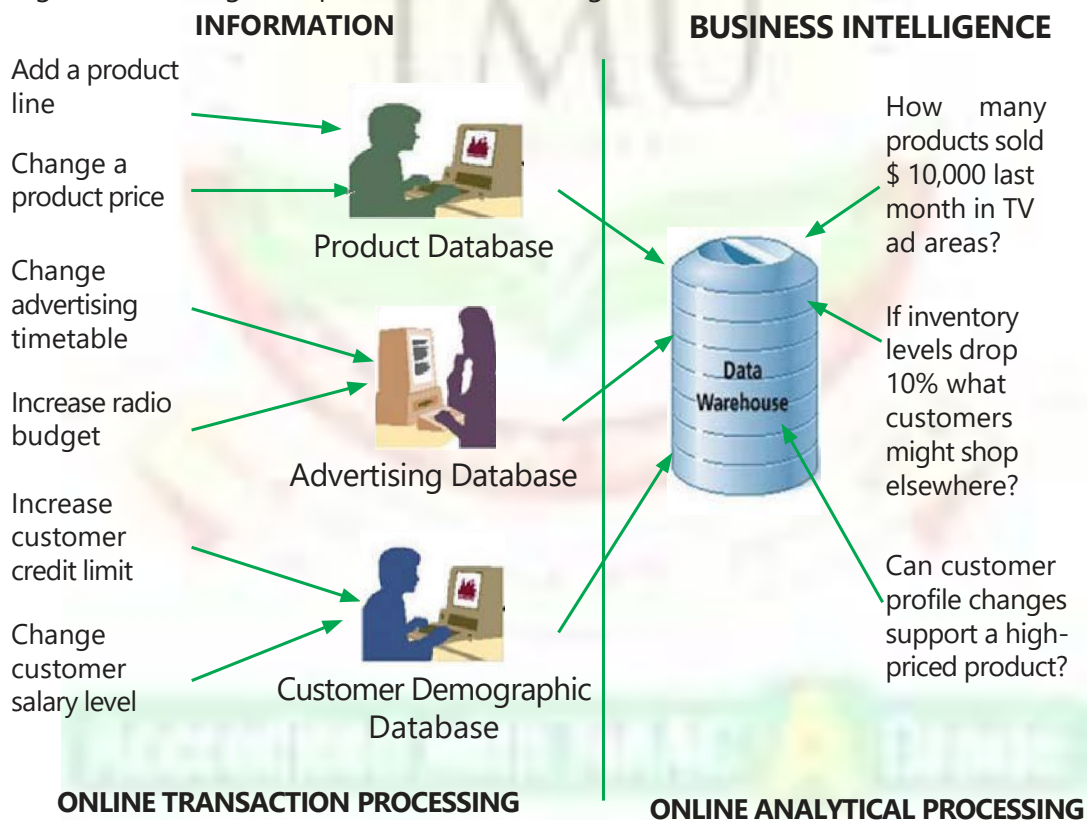 INFORMATION
BUSINESS INTELLIGENCE
Add a product
line
Change a
product price
Product Database
Change
advertising
timetable
Increase radio
budget
Advertising Database
Increase
customer
credit limit
Change
customer
salary level
Customer Demographic
Database
Data
Warehouse
How many
products sold
$ 10,000 last
month in TV
ad areas?
If inventory
levels drop
10% what
customers
might shop
elsewhere?
Can customer
profile changes
support a high-
priced product?
ONLINE TRANSACTION PROCESSING
ONLINE ANALYTICAL PROCESSING